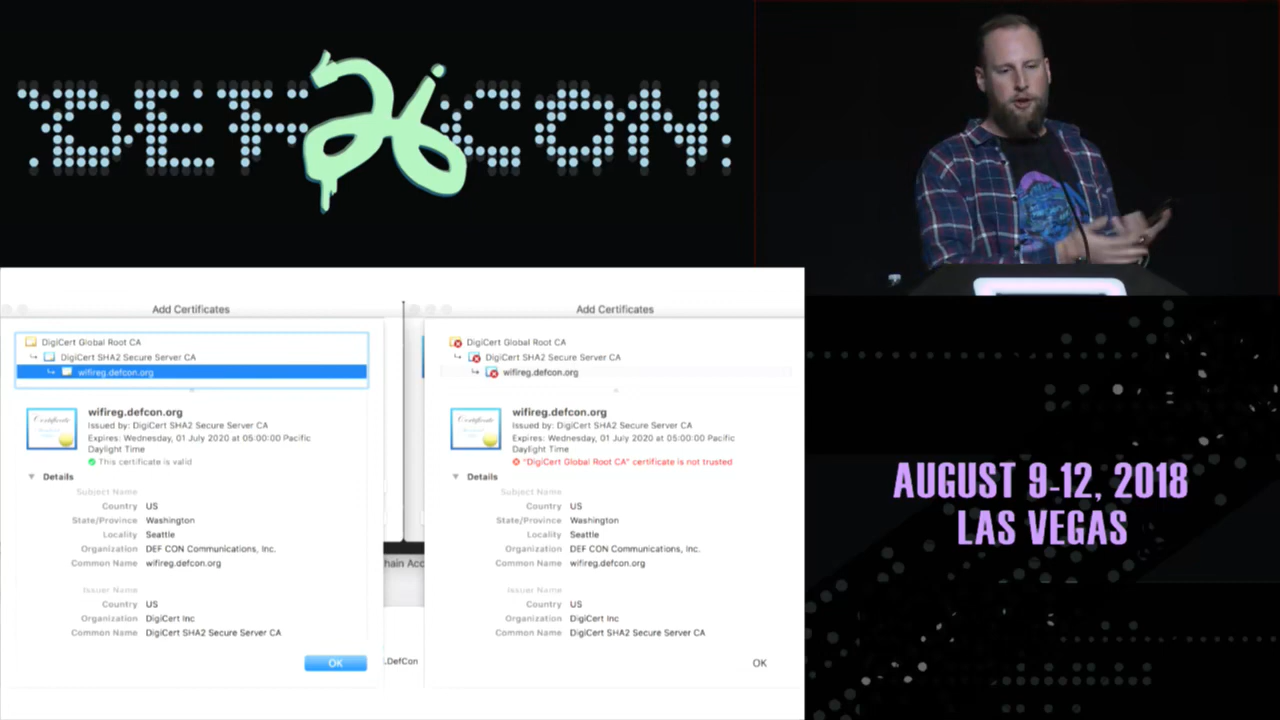 DEF 26 CON
Add Certificates
DigiCert Global Root CA
DigiCert SHA2 Secure Server CA
wifireg.defcon.org
Certificate
wifireg.defcon.org
Issued by: DigiCert SHA2 Secure Server CA
Expires: Wednesday, 01 July 2020 at 05:00:00 Pacific
Daylight Time
This certificate is valid
Details
Subject Name
Country US
State/Province Washington
Locality Seattle
Organization DEF CON Communications, Inc.
Common Name wifireg.defcon.org
Issuer Name
Country US
Organization DigiCert Inc
Common Name DigiCert SHA2 Secure Server CA
OK
hain Acc
.DefCon
Add Certificates
DigiCert Global Root CA
DigiCert SHA2 Secure Server CA
wifireg.defcon.org
Certificate
wifireg.defcon.org
Issued by: DigiCert SHA2 Secure Server CA
Expires: Wednesday, 01 July 2020 at 05:00:00 Pacific
Daylight Time
"DigiCert Global Root CA" certificate is not trusted
Details
Subject Name
Country US
State/Province Washington
Locality Seattle
Organization DEF CON Communications, Inc.
Common Name wifireg.defcon.org
Issuer Name
Country US
Organization DigiCert Inc
Common Name DigiCert SHA2 Secure Server CA
OK
AUGUST 9-12, 2018
LAS VEGAS